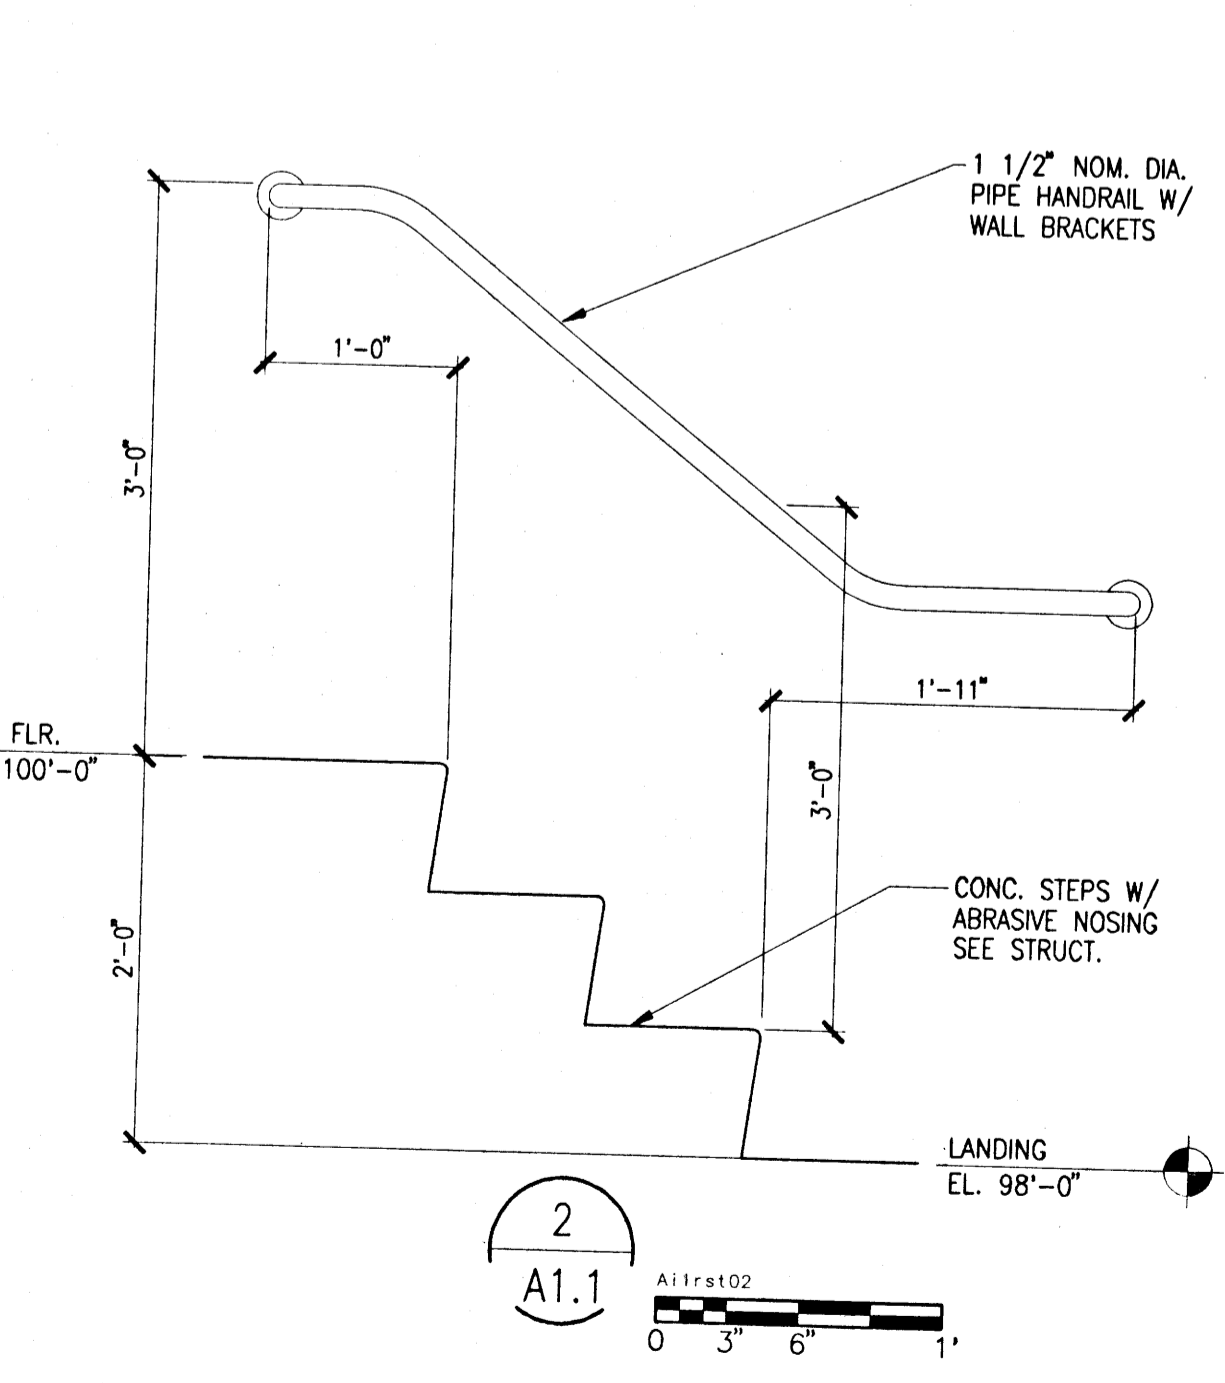 1 1/2" NOM. DIA.
PIPE HANDRAIL W/
WALL BRACKETS
1'-0"
3'-0"
1'-11"
FLR.
100'-0"
3'-0"
CONC. STEPS W/
ABRASIVE NOSING
SEE STRUCT.
2'-0"
LANDING
EL. 98'-0"
2
A1.1
Ai1rst02
0 3" 6" 1'